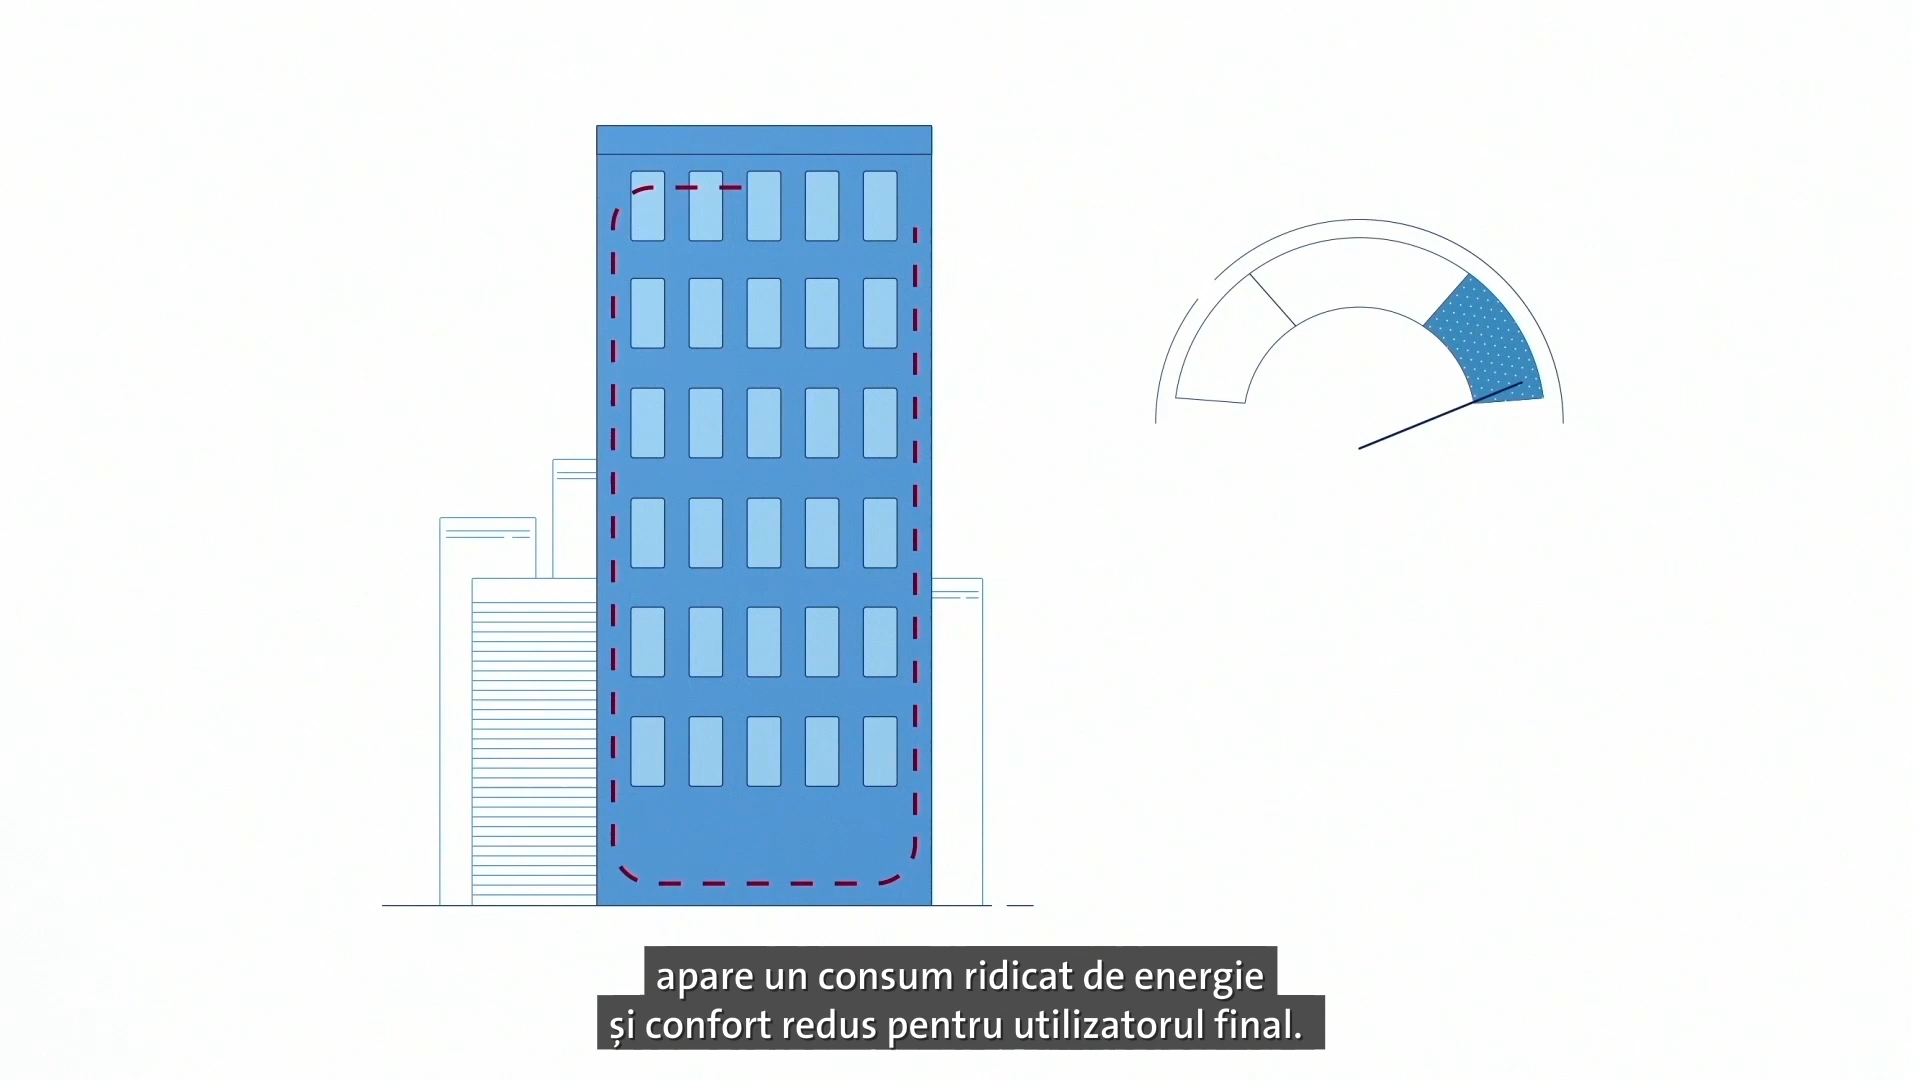 apare un consum ridicat de energie
și confort redus pentru utilizatorul final.